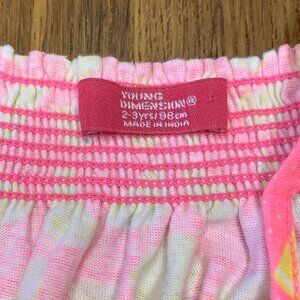 YOUNG
DIMENSION®
2-3yrs/98cm
MADE IN INDIA